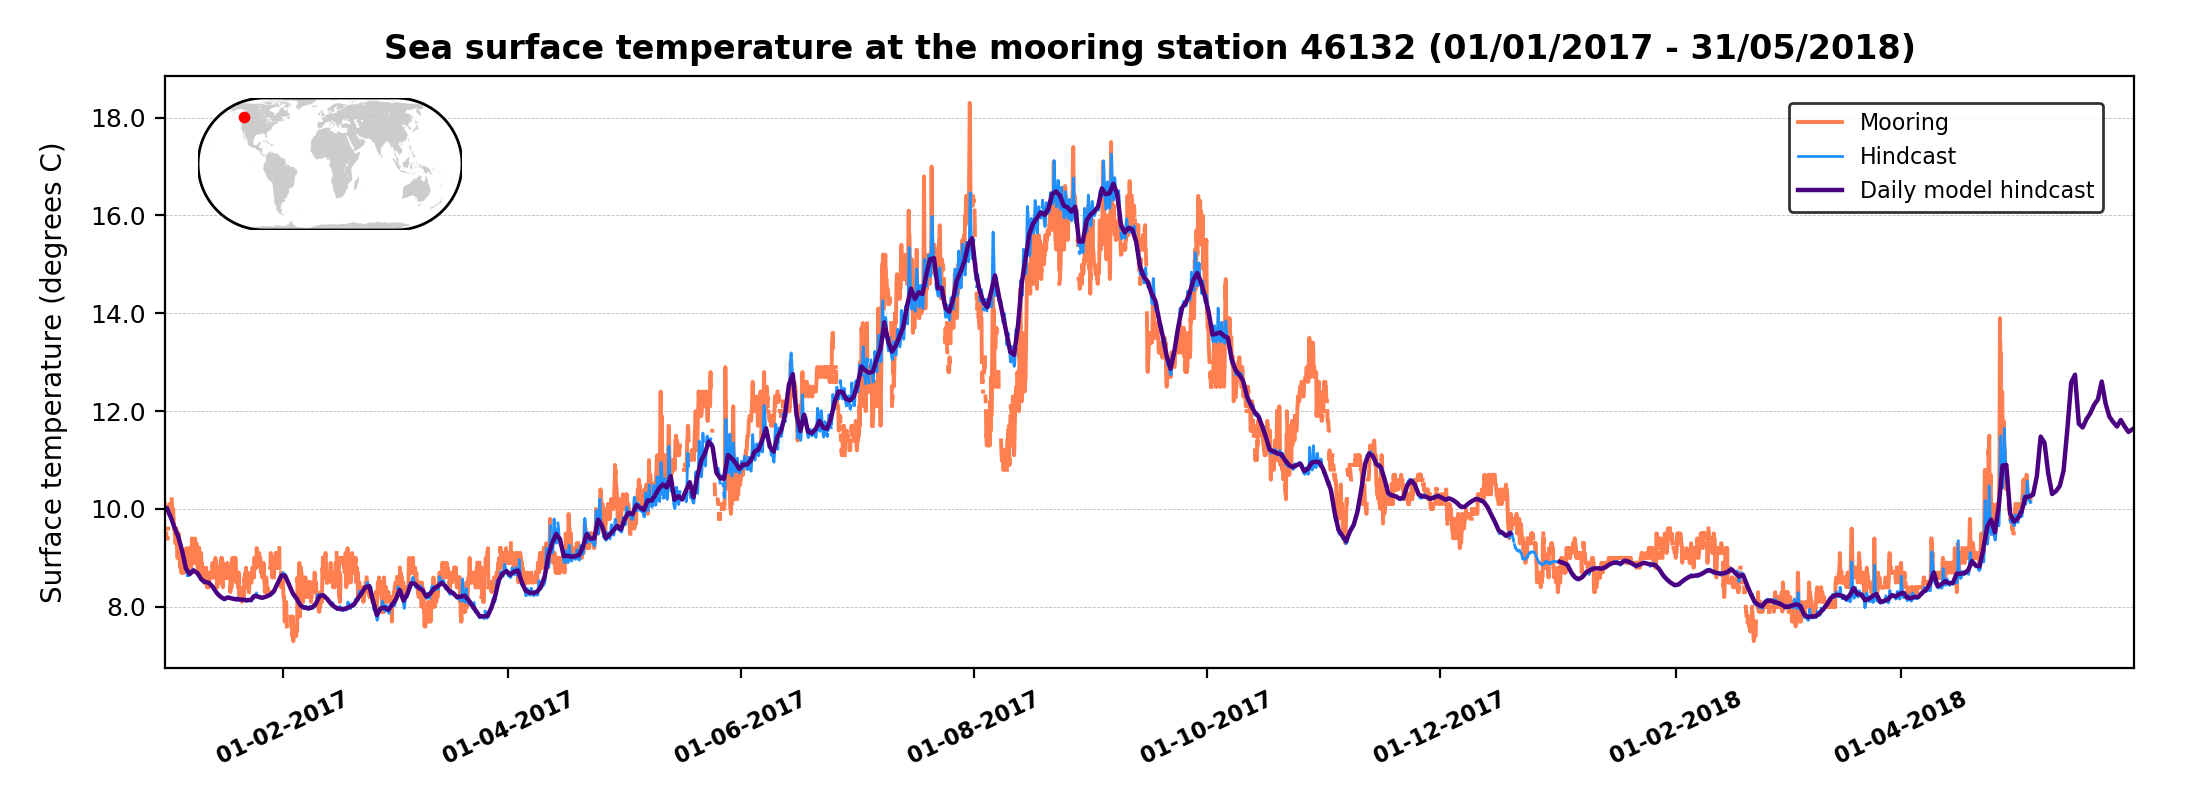 Sea surface temperature at the mooring station 46132 (01/01/2017 - 31/05/2018)
Surface temperature (degrees C)
18.0
16.0
14.0
12.0
10.0
8.0
Mooring
Hindcast
Daily model hindcast
01-02-2017
01-04-2017
01-06-2017
01-08-2017
01-10-2017
01-12-2017
01-02-2018
01-04-2018